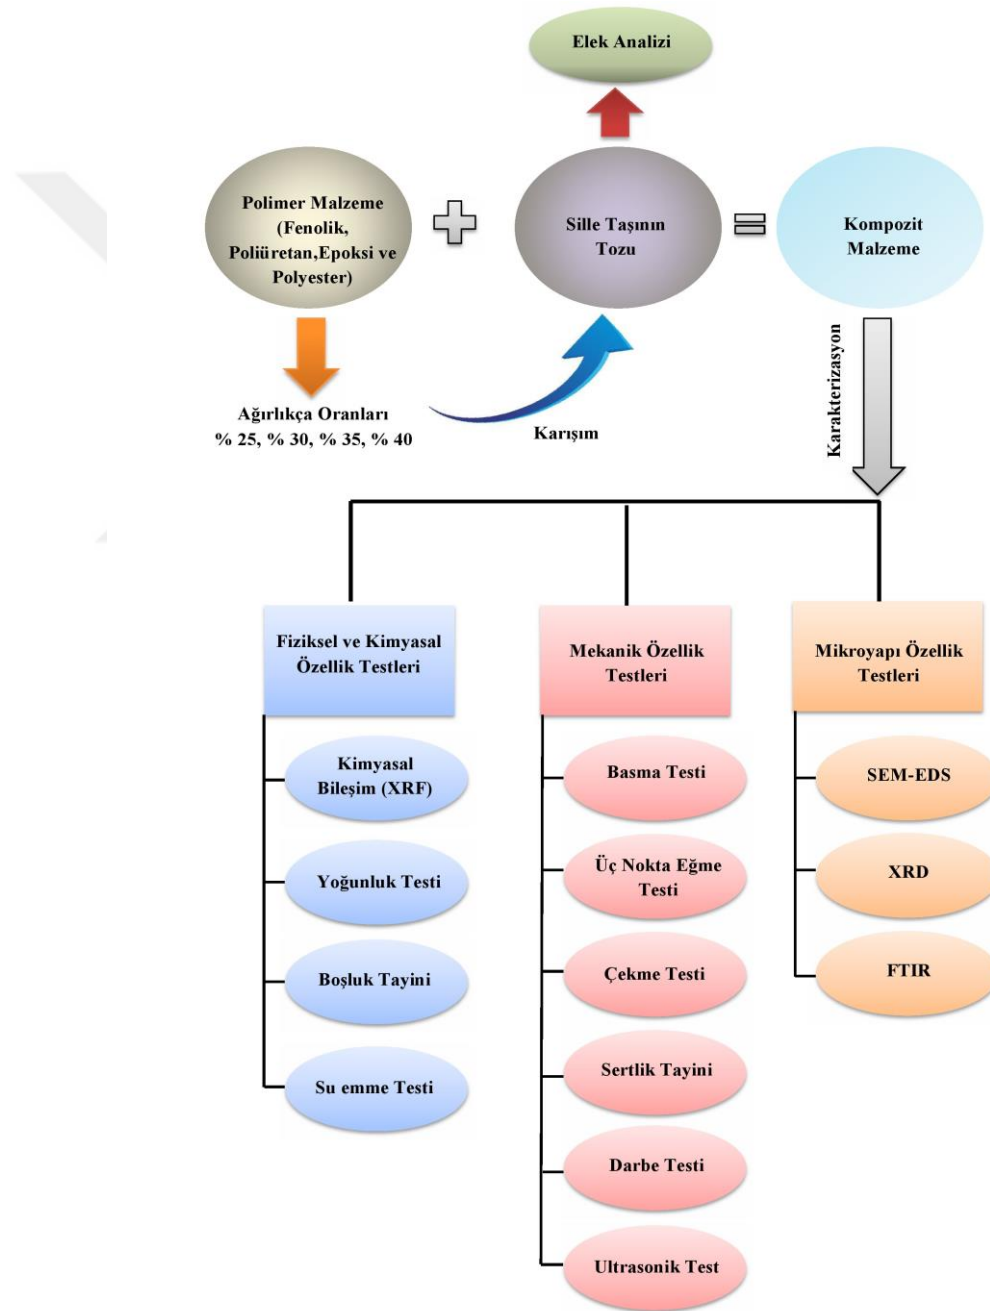 Elek Analizi
Polimer Malzeme
(Fenolik,
Poliüretan,Epoksi ve
Polyester)
Sille Taşının
Tozu
Kompozit
Malzeme
Ağırlıkça Oranları
% 25, % 30, % 35, % 40
Karışım
Karakterizasyon
Fiziksel ve Kimyasal
Özellik Testleri
Kimyasal
Bileşim (XRF)
Yoğunluk Testi
Boşluk Tayini
Su emme Testi
Mekanik Özellik
Testleri
Basma Testi
Üç Nokta Eğme
Testi
Çekme Testi
Sertlik Tayini
Darbe Testi
Ultrasonik Test
Mikroyapı Özellik
Testleri
SEM-EDS
XRD
FTIR